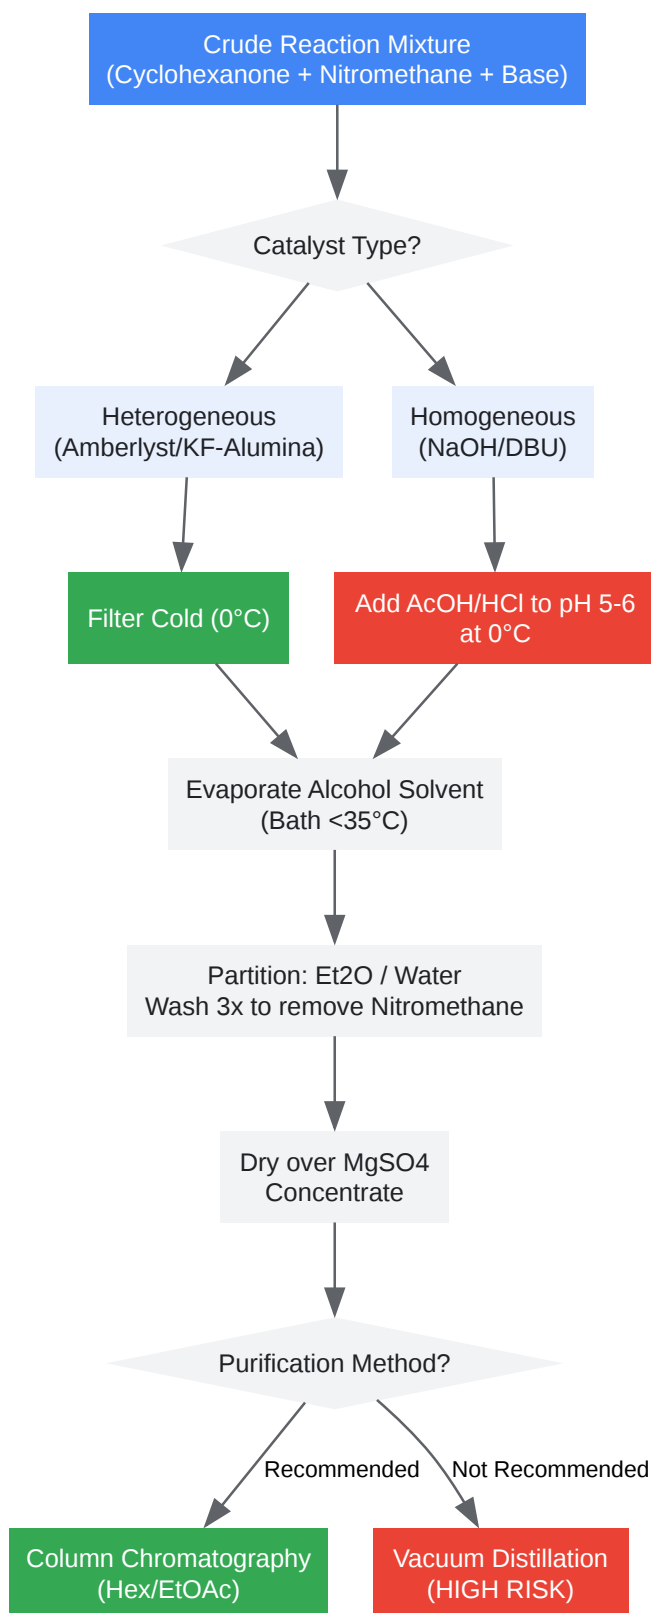 Crude Reaction Mixture
(Cyclohexanone + Nitromethane + Base)
Catalyst Type?
Heterogeneous
(Amberlyst/KF-Alumina)
Homogeneous
(NaOH/DBU)
Filter Cold (0°C)
Add AcOH/HCl to pH 5-6
at 0°C
Evaporate Alcohol Solvent
(Bath <35°C)
Partition: Et2O / Water
Wash 3x to remove Nitromethane
Dry over MgSO4
Concentrate
Purification Method?
Recommended
Not Recommended
Column Chromatography
(Hex/EtOAc)
Vacuum Distillation
(HIGH RISK)